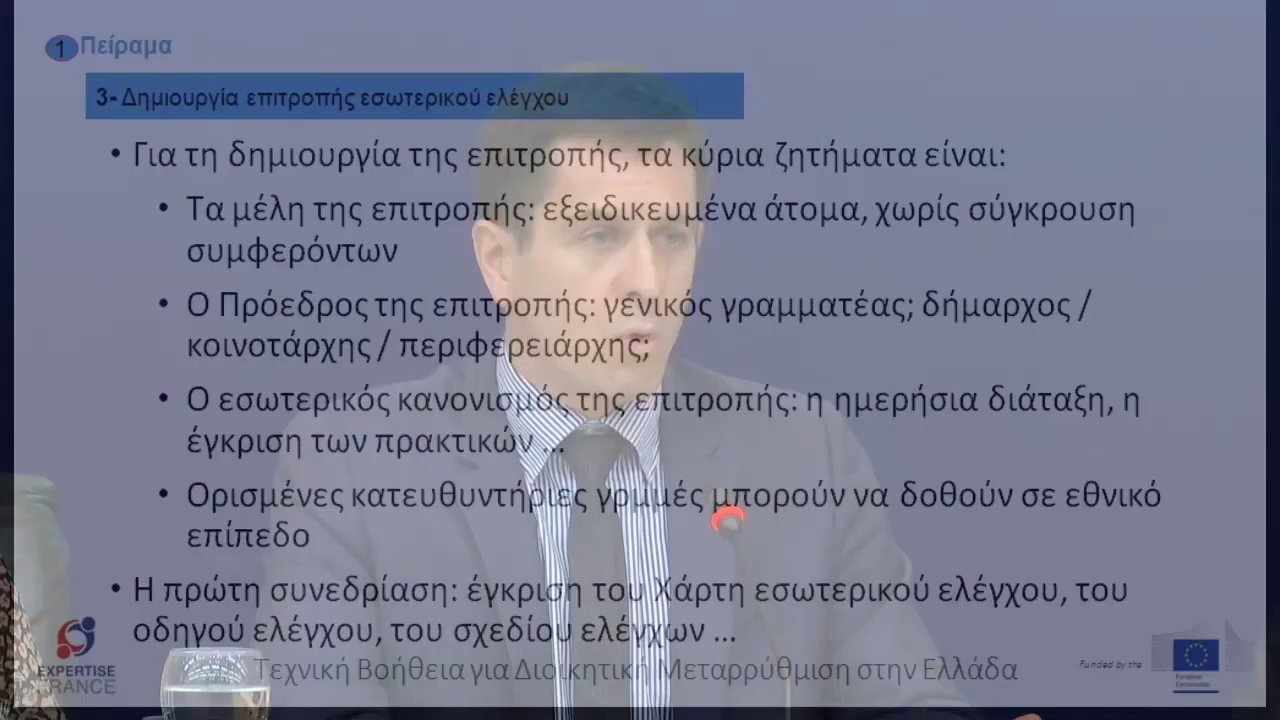 1 Πείραμα
3- Δημιουργία επιτροπής εσωτερικού ελέγχου
• Για τη δημιουργία της επιτροπής, τα κύρια ζητήματα είναι:
• Τα μέλη της επιτροπής: εξειδικευμένα άτομα, χωρίς σύγκρουση
συμφερόντων
• Ο Πρόεδρος της επιτροπής: γενικός γραμματέας; δήμαρχος /
κοινοτάρχης / περιφερειάρχης;
• Ο εσωτερικός κανονισμός της επιτροπής: η ημερήσια διάταξη, η
έγκριση των πρακτικών ...
• Ορισμένες κατευθυντήριες γρμμές μπορούν να δοθούν σε εθνικό
επίπεδο
• Η πρώτη συνεδρίαση: έγκριση του Χάρτη εσωτερικού ελέγχου, του
οδηγού ελέγχου, του σχεδίου ελέγχων ...
EXPERTISE
FRANCE
Τεχνική Βοήθεια για Διοικητική Μεταρρύθμιση στην Ελλάδα
Funded by the
European
Commission